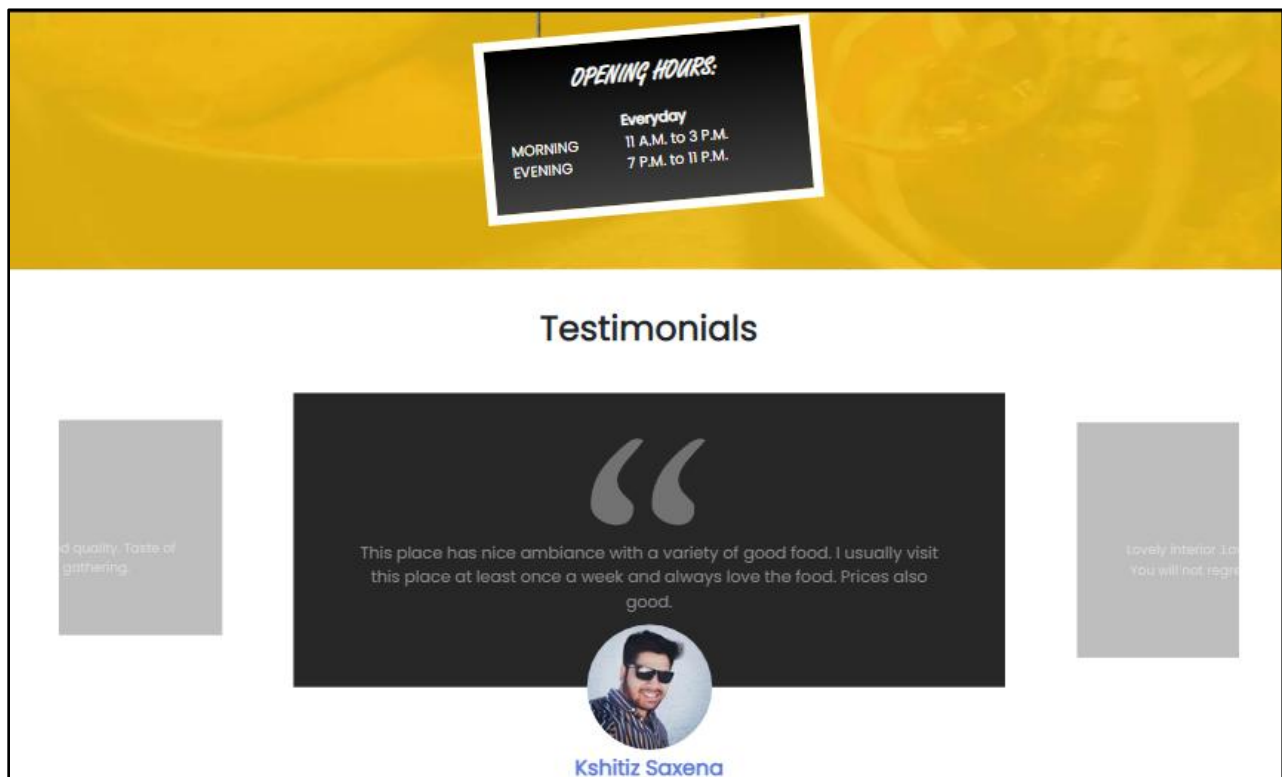 OPENING HOURS:
Everyday
MORNING 11 A.M. to 3 P.M.
EVENING 7 P.M. to 11 P.M.
Testimonials
“
quality. Taste of
gathering.
This place has nice ambiance with a variety of good food. I usually visit
this place at least once a week and always love the food. Prices also
good.
Lovely interior
You will not
Kshitiz Saxena